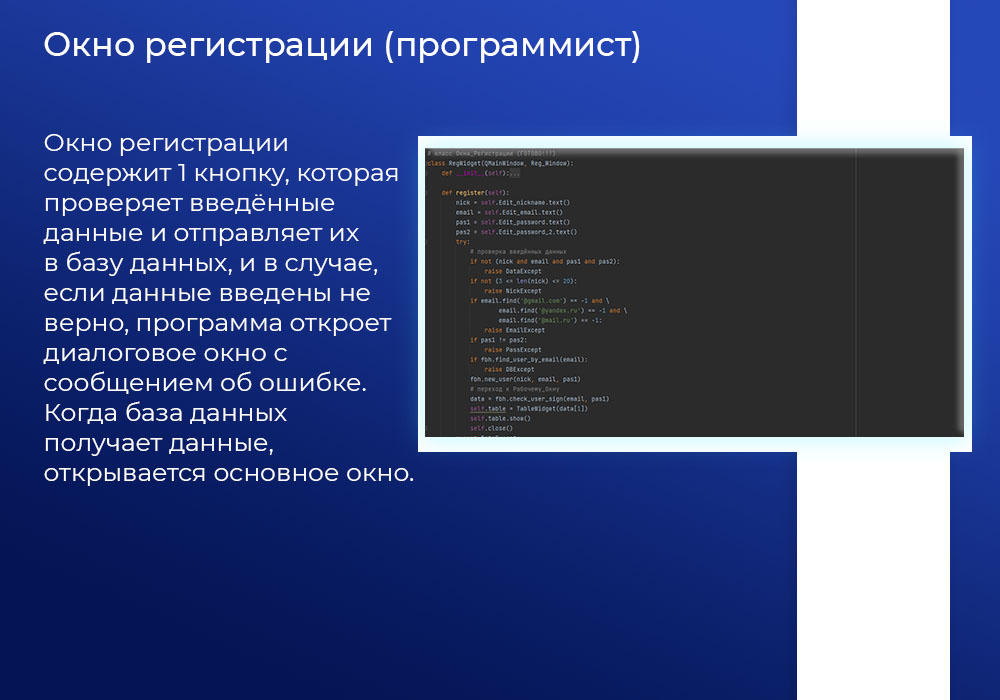 Окно регистрации (программист)
Окно регистрации
содержит 1 кнопку, которая
проверяет введённые
данные и отправляет их
в базу данных, и в случае,
если данные введены не
верно, программа откроет
диалоговое окно с
сообщением об ошибке.
Когда база данных
получает данные,
открывается основное окно.
# класс Окна_Регистрации (ГОТОВО!!!)
class RegWidget(QMainWindow, Reg_Window):
def __init__(self):...
def register(self):
nick = self.Edit_nickname.text()
email = self.Edit_email.text()
pas1 = self.Edit_password.text()
pas2 = self.Edit_password_2.text()
try:
# проверка введённых данных
if not (nick and email and pas1 and pas2):
raise DataExcept
if not (3 <= len(nick) <= 20):
raise NickExcept
if email.find('@gmail.com') == -1 and \
email.find('@yandex.ru') == -1 and \
email.find('@mail.ru') == -1:
raise EmailExcept
if pas1 != pas2:
raise PassExcept
if fbh.find_user_by_email(email):
raise DBExcept
fbh.new_user(nick, email, pas1)
# переход к Рабочему_Окну
data = fbh.check_user_sign(email, pas1)
self.table = TableWidget(data[1])
self.table.show()
self.close()